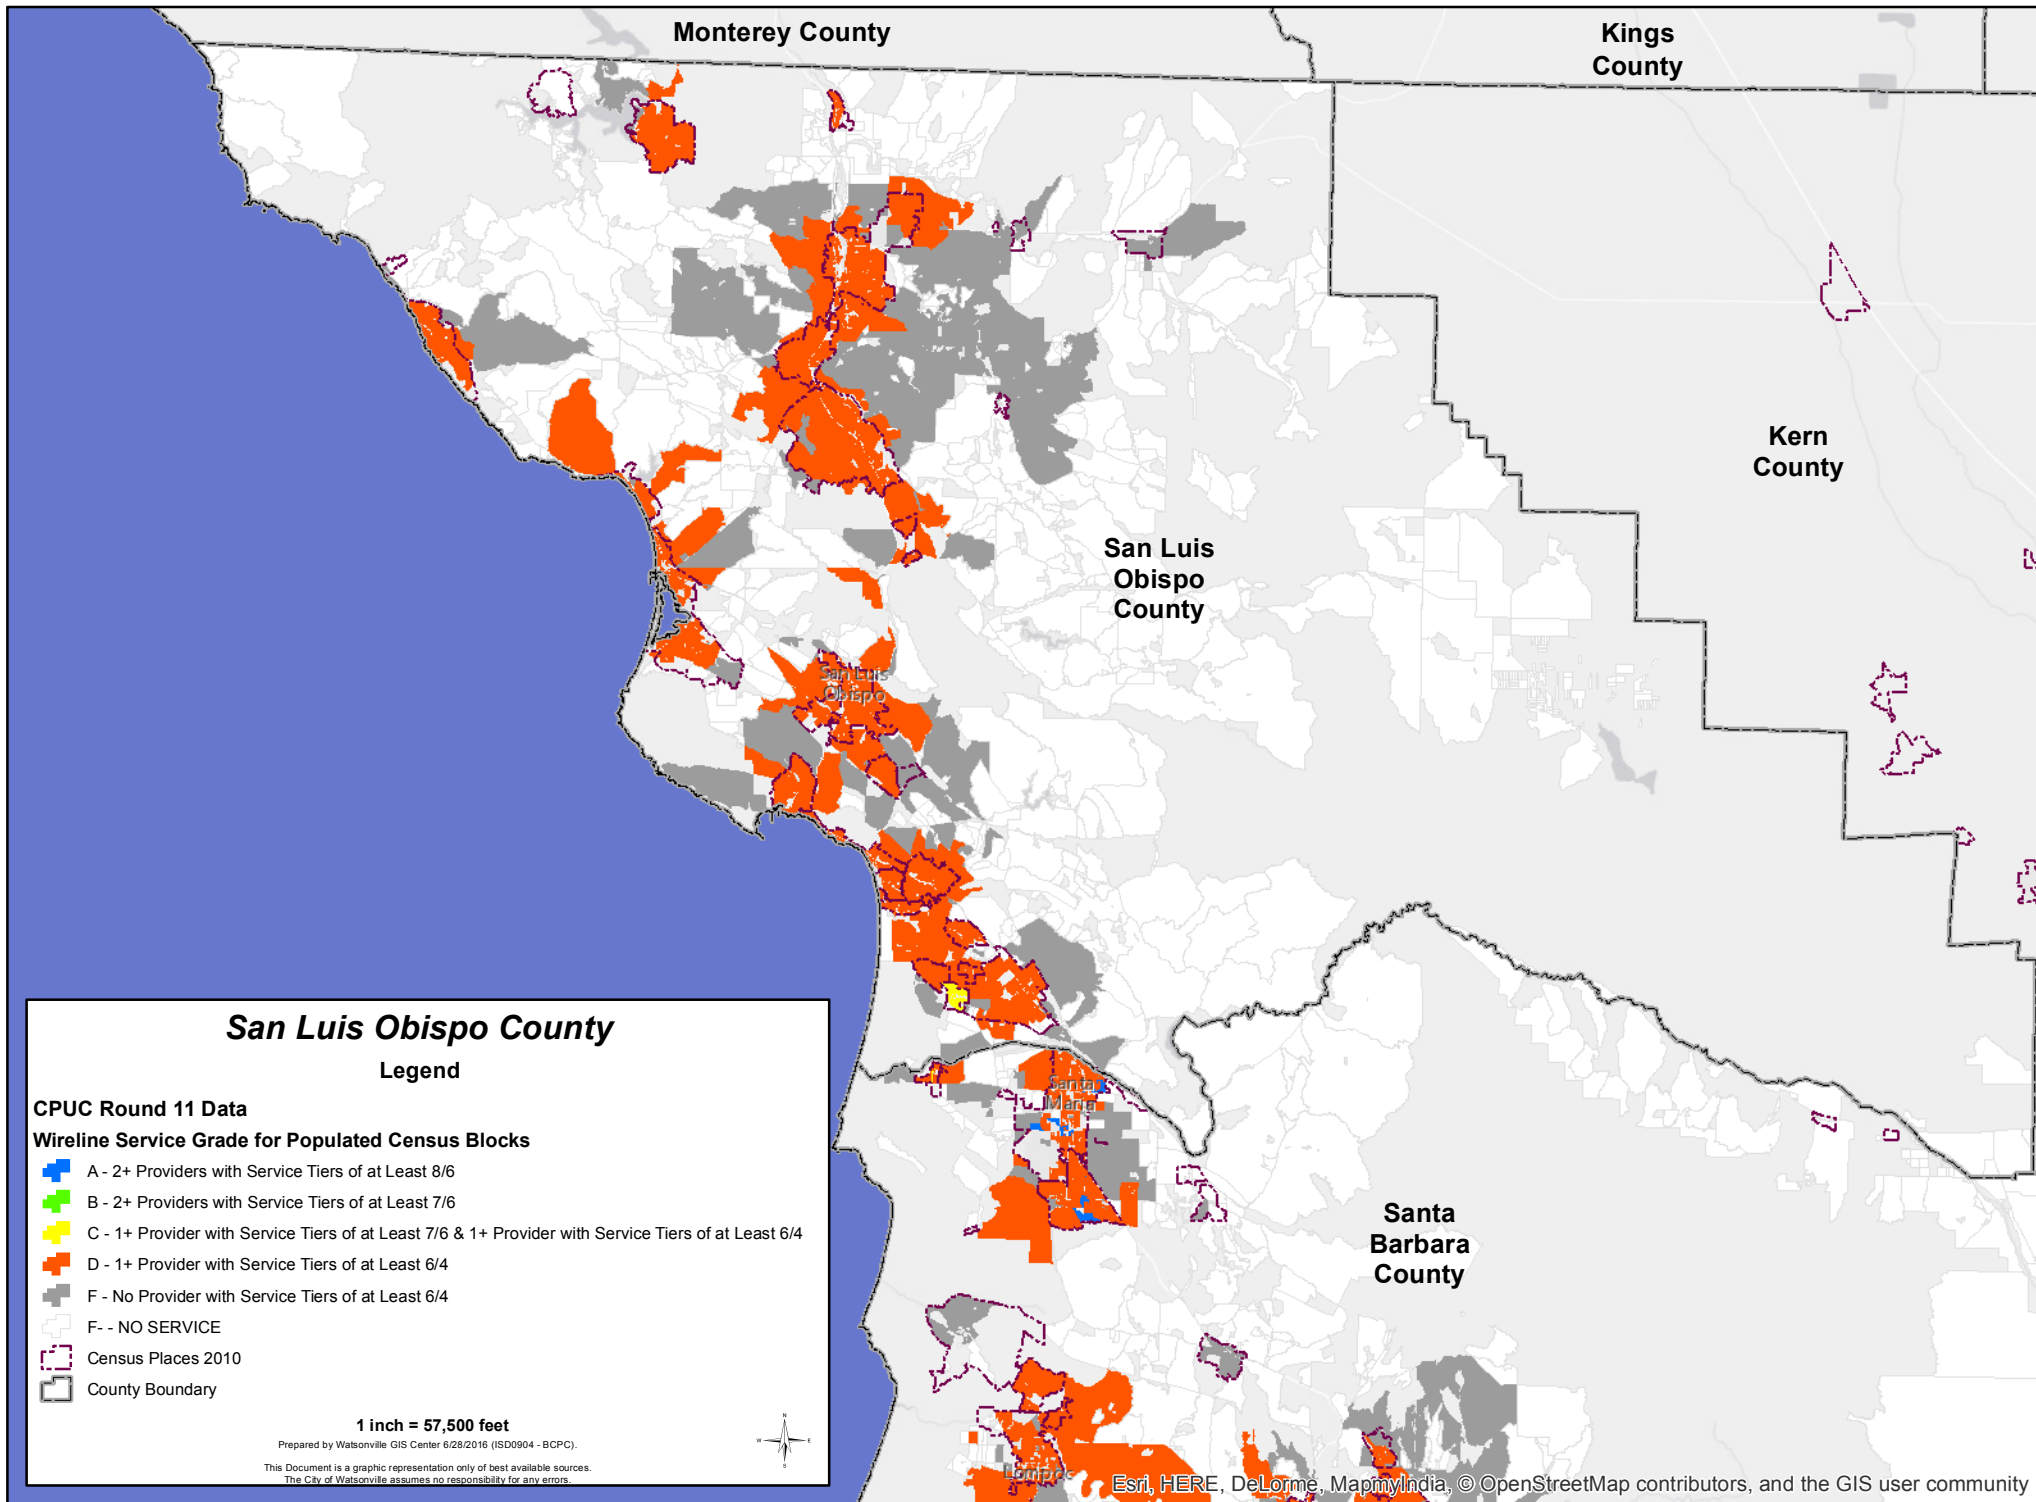 Monterey County
Kings
County
Kern
County
San Luis
Obispo
County
San Luis
Obispo
Santa
Maria
Santa
Barbara
County
Lompoc
San Luis Obispo County
Legend
CPUC Round 11 Data
Wireline Service Grade for Populated Census Blocks
A - 2+ Providers with Service Tiers of at Least 8/6
B - 2+ Providers with Service Tiers of at Least 7/6
C - 1+ Provider with Service Tiers of at Least 7/6 & 1+ Provider with Service Tiers of at Least 6/4
D - 1+ Provider with Service Tiers of at Least 6/4
F - No Provider with Service Tiers of at Least 6/4
F- - NO SERVICE
Census Places 2010
County Boundary
1 inch = 57,500 feet
Prepared by Watsonville GIS Center 6/28/2016 (ISD0904 - BCPC).
This Document is a graphic representation only of best available sources.
The City of Watsonville assumes no responsibility for any errors.
N
W
E
S
Esri, HERE, DeLorme, MapmyIndia, © OpenStreetMap contributors, and the GIS user community